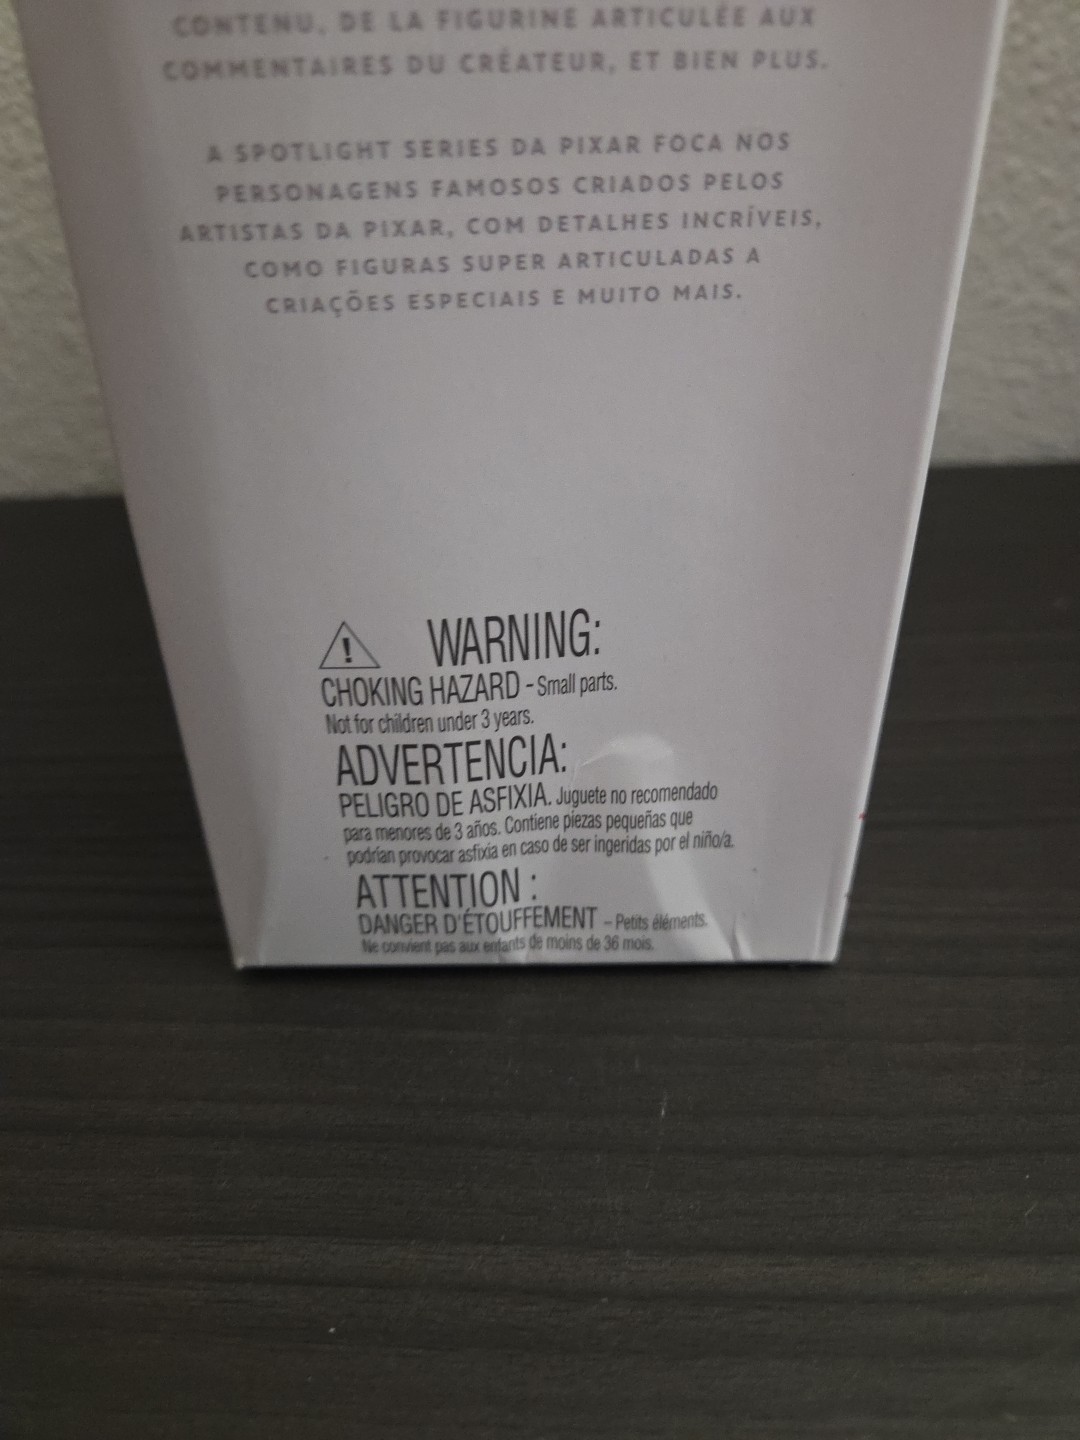 CONTENU, DE LA FIGURINE ARTICULÉE AUX
COMMENTAIRES DU CRÉATEUR, ET BIEN PLUS.
A SPOTLIGHT SERIES DA PIXAR FOCA NOS
PERSONAGENS FAMOSOS CRIADOS PELOS
ARTISTAS DA PIXAR, COM DETALHES INCRÍVEIS,
COMO FIGURAS SUPER ARTICULADAS A
CRIAÇÕES ESPECIAIS E MUITO MAIS.
! WARNING:
CHOKING HAZARD - Small parts.
Not for children under 3 years.
ADVERTENCIA:
PELIGRO DE ASFIXIA. Juguete no recomendado
para menores de 3 años. Contiene piezas pequeñas que
podrían provocar asfixia en caso de ser ingeridas por el niño/a.
ATTENTION :
DANGER D'ÉTOUFFEMENT – Petits éléments.
Ne convient pas aux enfants de moins de 36 mois.